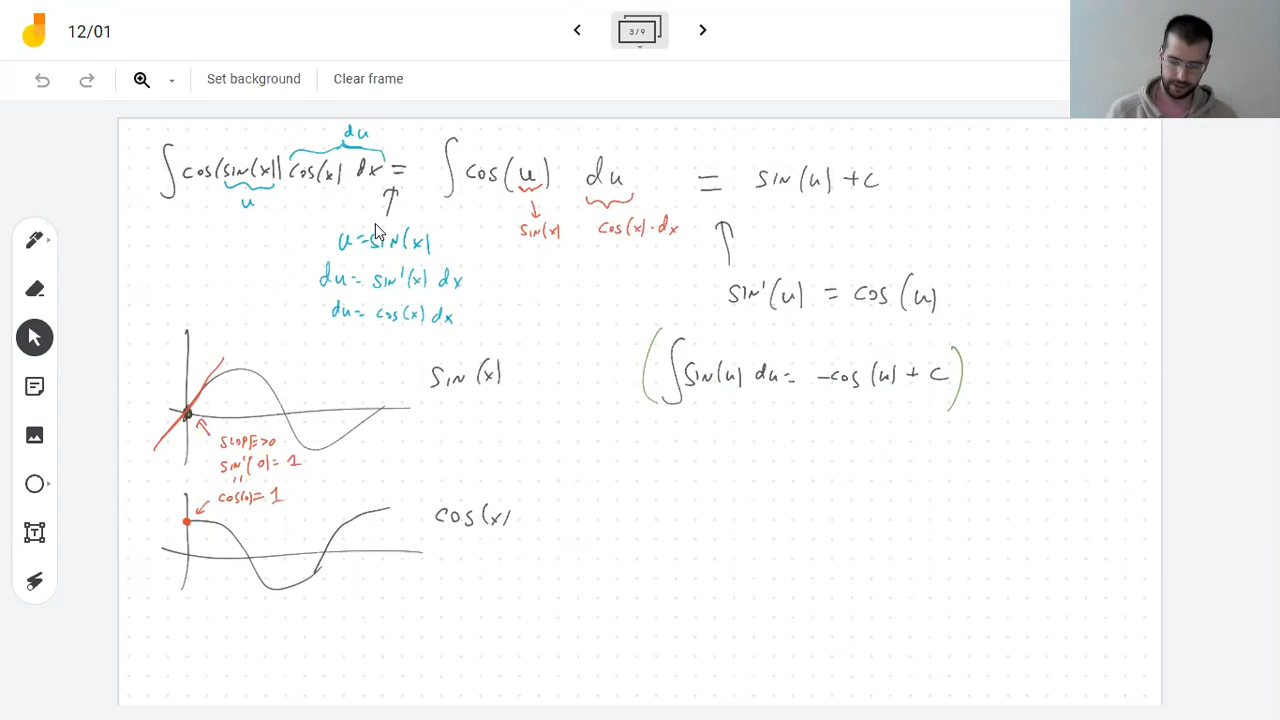 12/01
3/9
Set background
Clear frame
du
∫ cos(sin(x)) cos(x) dx = ∫ cos(u) du = sin(u) + c
u
sin(x)
cos(x)·dx
u = sin(x)
du = sin'(x) dx
du = cos(x) dx
sin'(u) = cos(u)
sin(x)
(∫ sin(u) du = -cos(u) + c)
SLOPE>0
sin'(0) = 1
=
cos(0) = 1
cos(x)